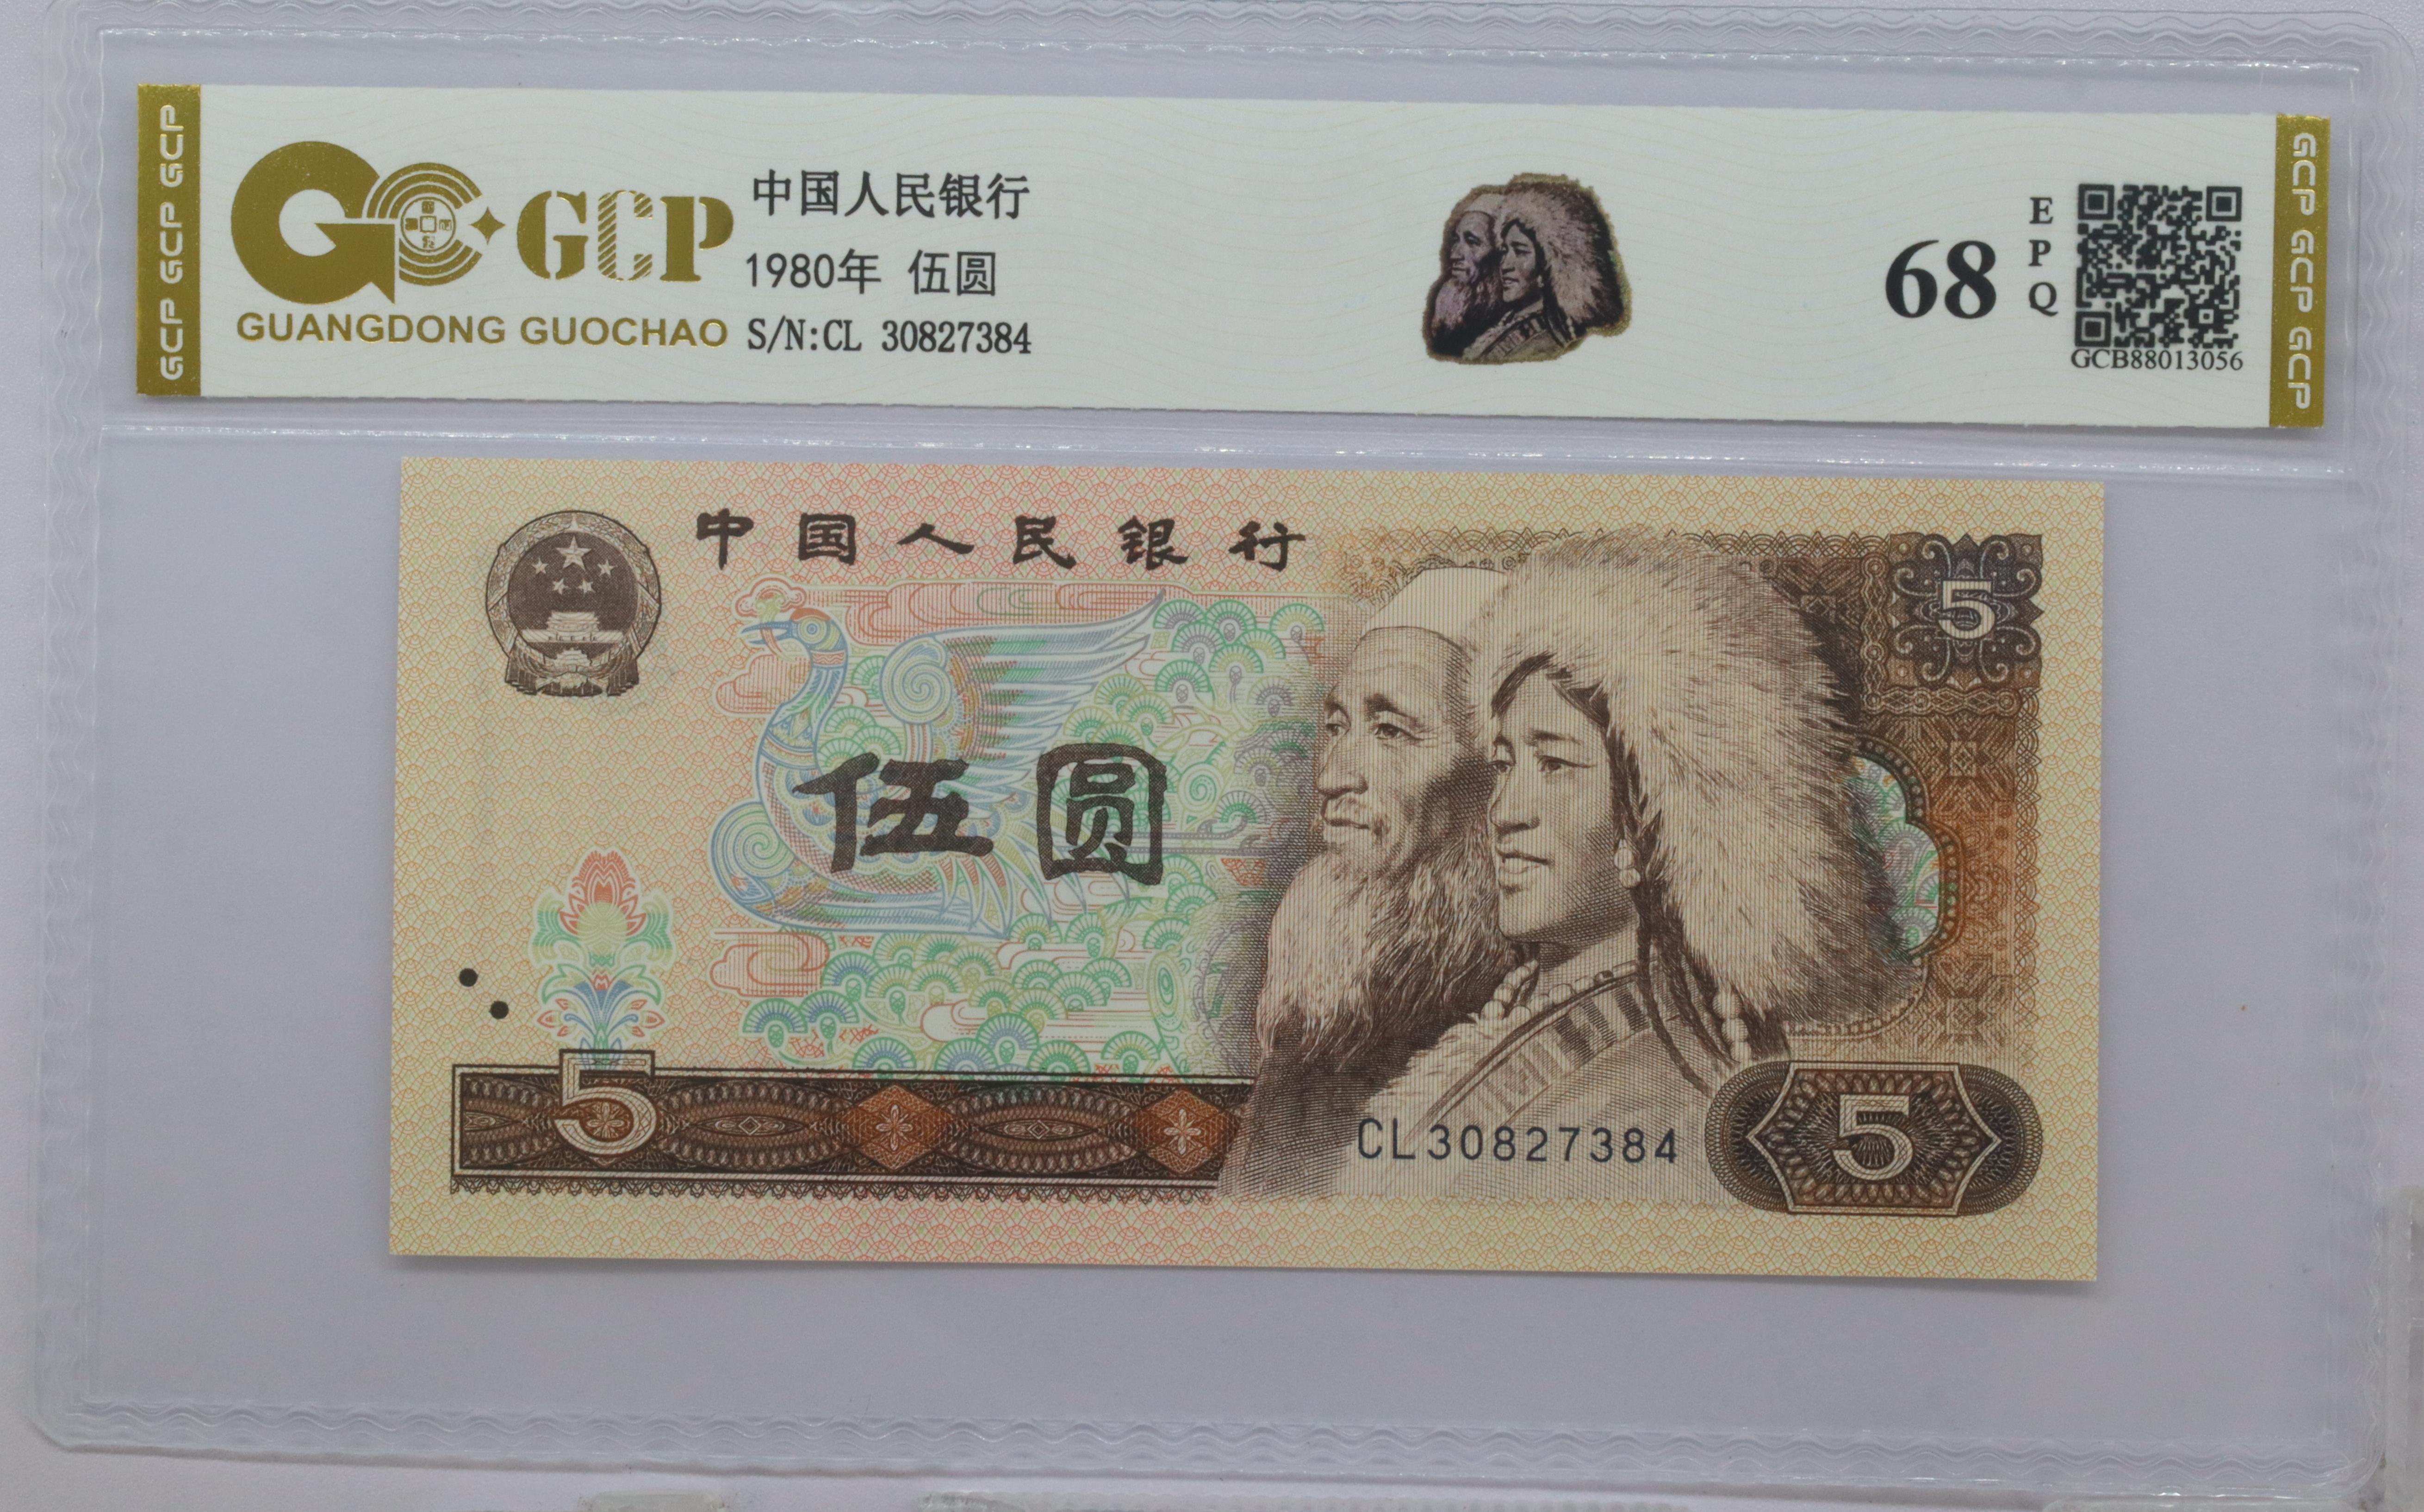 GCP GCP GCP
GCP
GUANGDONG GUOCHAO
中国人民银行
1980年 伍圆
S/N:CL 30827384
68
E
P
Q
GCB88013056
GCP GCP GCP
中国人民银行
5
伍圆
5
CL30827384
5